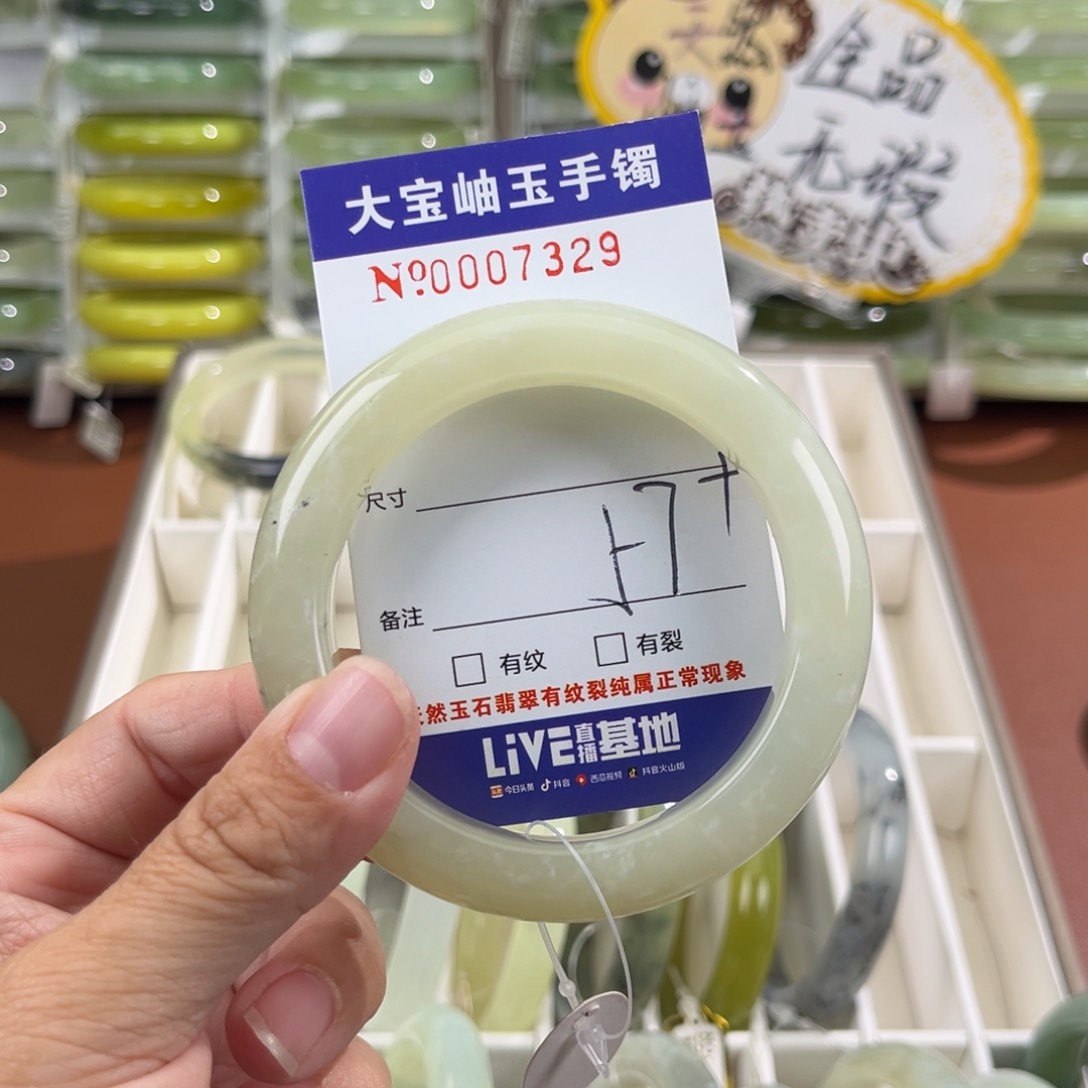 全品
无瑕
大宝岫玉手镯
Nº0007329
尺寸
备注
有纹 有裂
然玉石翡翠有纹裂纯属正常现象
LiVE直播基地
今日头条 抖音 西瓜视频 抖音火山版